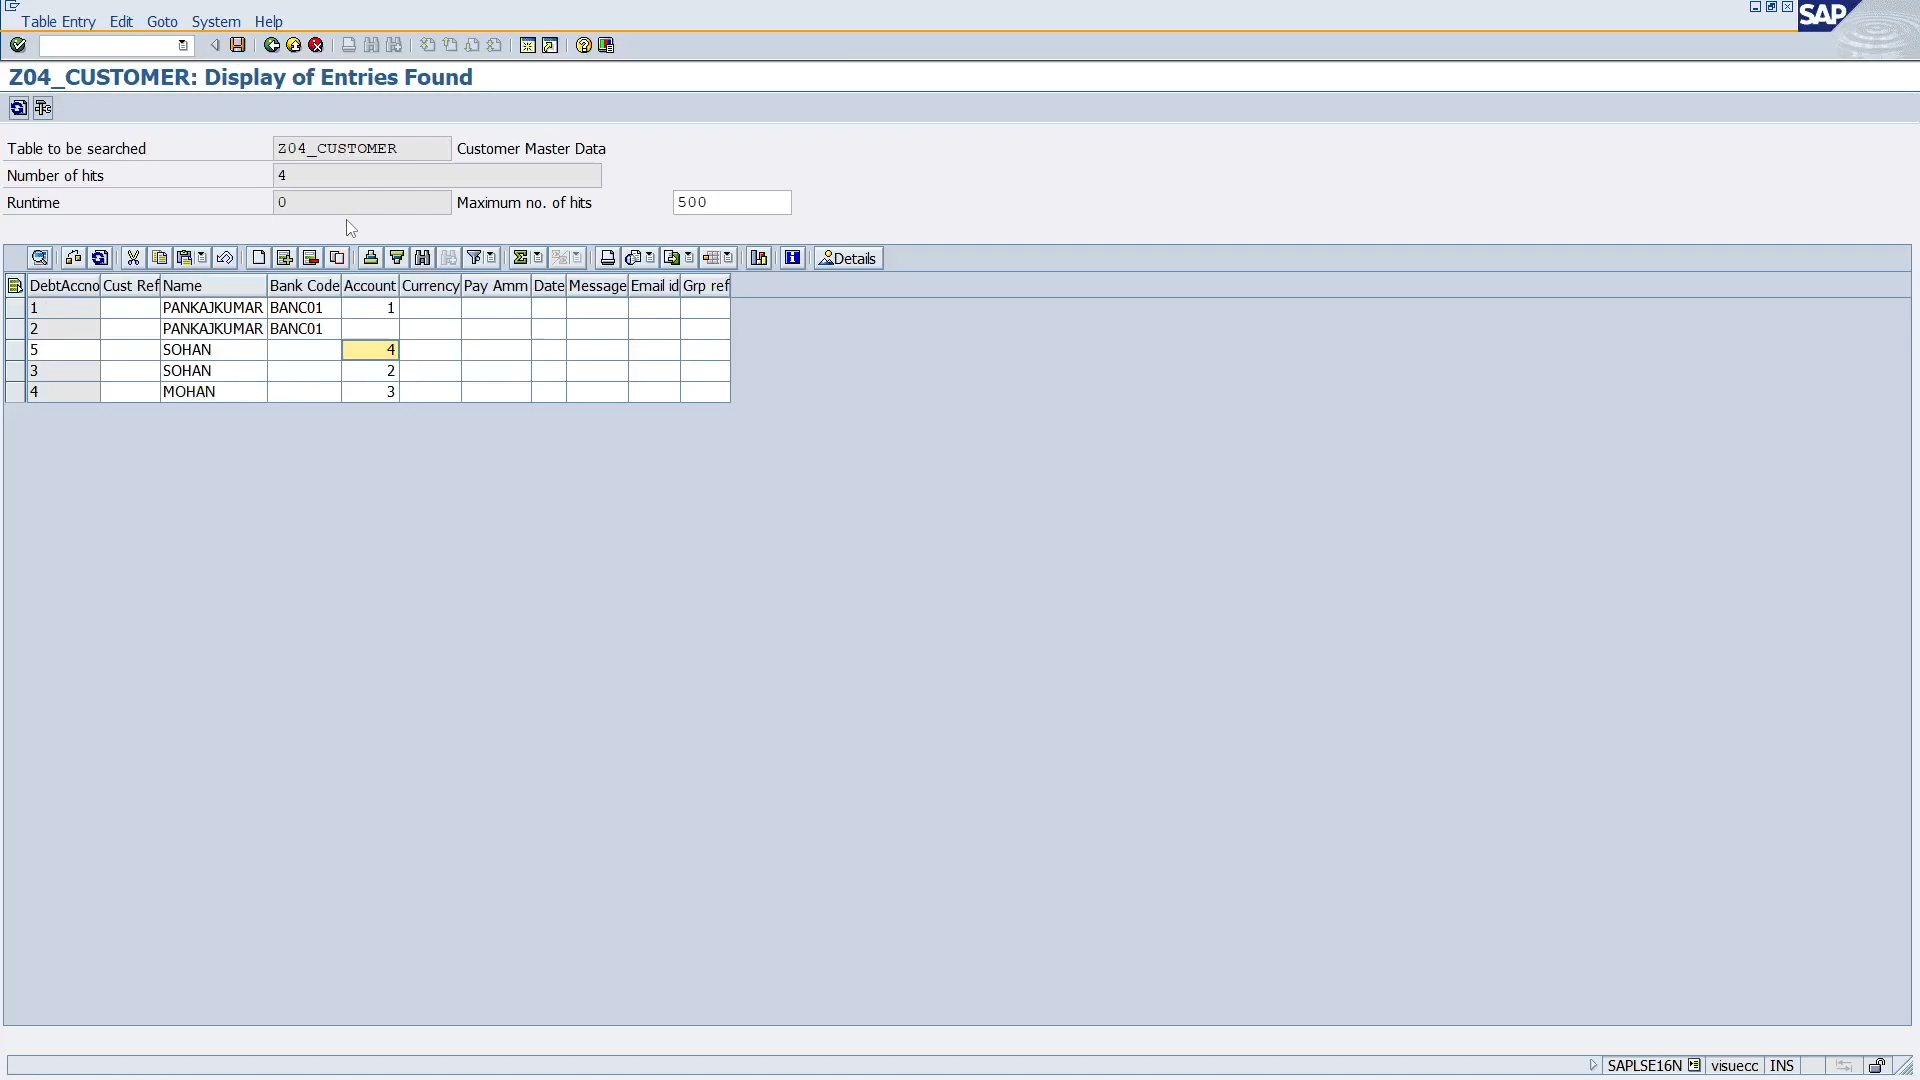 Table Entry Edit Goto System Help
SAP
Z04_CUSTOMER: Display of Entries Found
Table to be searched Z04_CUSTOMER Customer Master Data
Number of hits 4
Runtime 0 Maximum no. of hits 500
Details
DebtAccno Cust Ref Name Bank Code Account Currency Pay Amm Date Message Email id Grp ref
1 PANKAJKUMAR BANC01 1
2 PANKAJKUMAR BANC01
5 SOHAN 4
3 SOHAN 2
4 MOHAN 3
SAPLSE16N visuecc INS